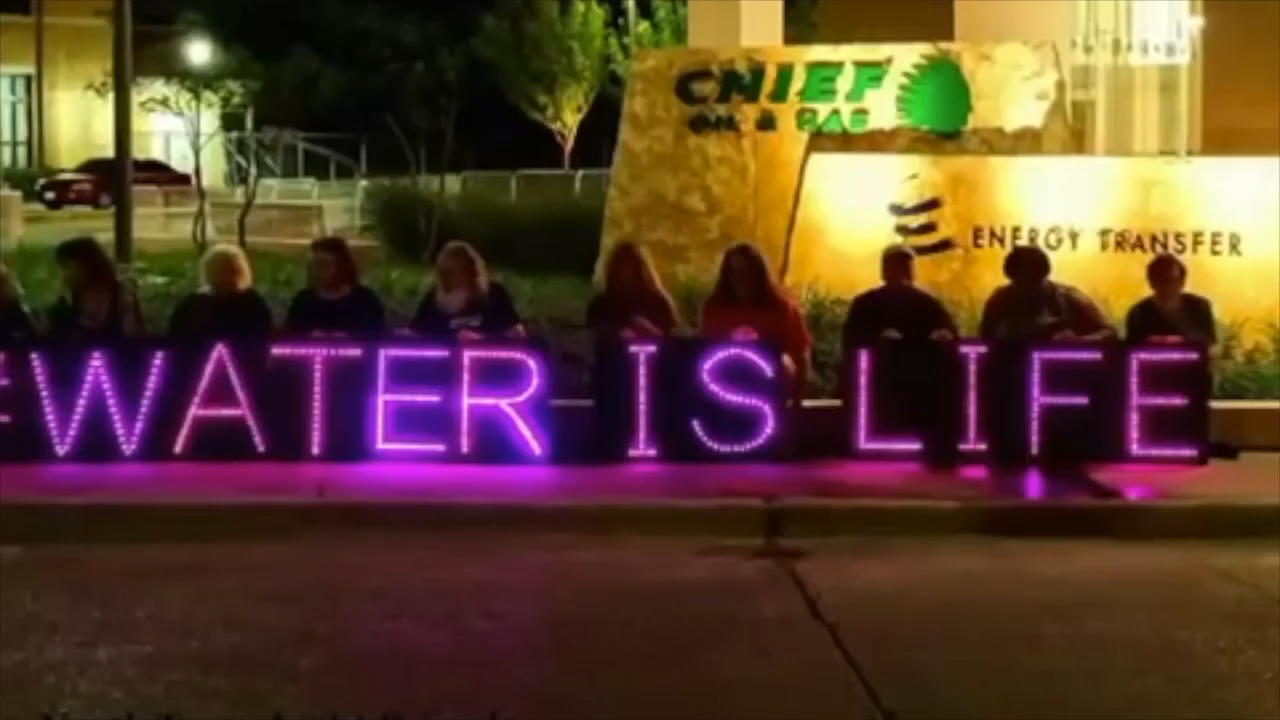 CHIEF
OIL & GAS
ENERGY TRANSFER
#WATER IS LIFE